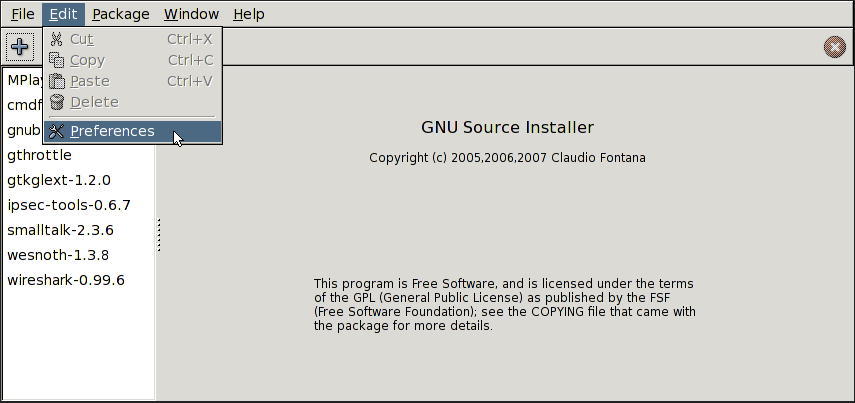 File Edit Package Window Help
Cut Ctrl+X
Copy Ctrl+C
Paste Ctrl+V
Delete
Preferences
gthrottle
gtkglext-1.2.0
ipsec-tools-0.6.7
smalltalk-2.3.6
wesnoth-1.3.8
wireshark-0.99.6
GNU Source Installer
Copyright (c) 2005,2006,2007 Claudio Fontana
This program is Free Software, and is licensed under the terms
of the GPL (General Public License) as published by the FSF
(Free Software Foundation); see the COPYING file that came with
the package for more details.